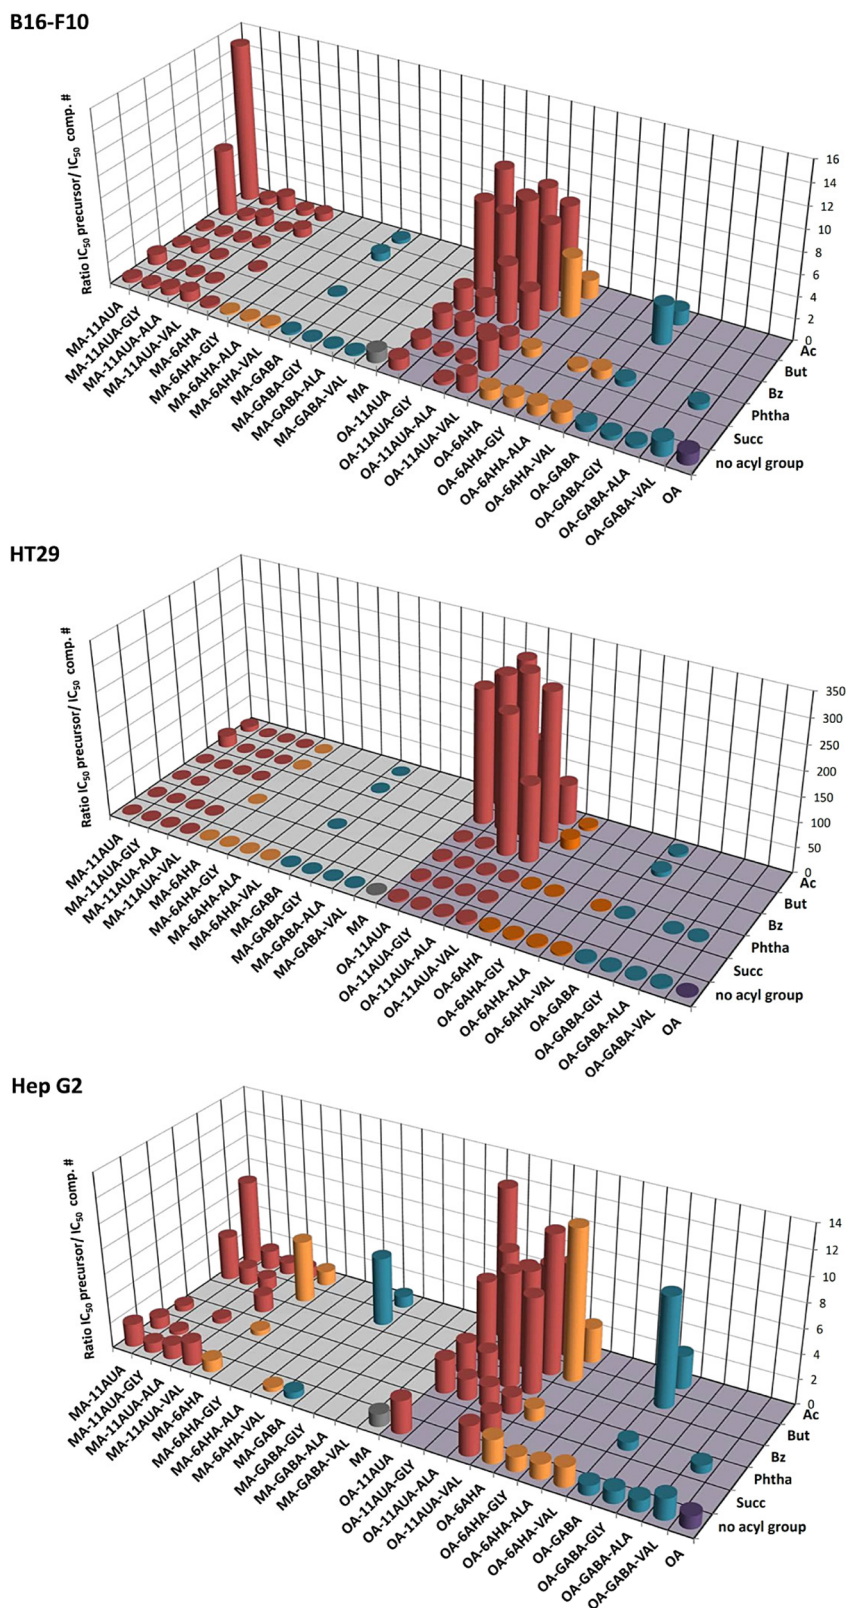 B16-F10
Ratio IC50 precursor/ IC50 comp. #
16
14
12
10
8
6
4
2
0
Ac
But
Bz
Phtha
Succ
no acyl group
MA-11AUA
MA-11AUA-GLY
MA-11AUA-ALA
MA-11AUA-VAL
MA-6AHA
MA-6AHA-GLY
MA-6AHA-ALA
MA-6AHA-VAL
MA-GABA
MA-GABA-GLY
MA-GABA-ALA
MA-GABA-VAL
MA
OA-11AUA
OA-11AUA-GLY
OA-11AUA-ALA
OA-11AUA-VAL
OA-6AHA
OA-6AHA-GLY
OA-6AHA-ALA
OA-6AHA-VAL
OA-GABA
OA-GABA-GLY
OA-GABA-ALA
OA-GABA-VAL
OA
HT29
Ratio IC50 precursor/ IC50 comp. #
350
300
250
200
150
100
50
0
Ac
But
Bz
Phtha
Succ
no acyl group
MA-11AUA
MA-11AUA-GLY
MA-11AUA-ALA
MA-11AUA-VAL
MA-6AHA
MA-6AHA-GLY
MA-6AHA-ALA
MA-6AHA-VAL
MA-GABA
MA-GABA-GLY
MA-GABA-ALA
MA-GABA-VAL
MA
OA-11AUA
OA-11AUA-GLY
OA-11AUA-ALA
OA-11AUA-VAL
OA-6AHA
OA-6AHA-GLY
OA-6AHA-ALA
OA-6AHA-VAL
OA-GABA
OA-GABA-GLY
OA-GABA-ALA
OA-GABA-VAL
OA
Hep G2
Ratio IC50 precursor/ IC50 comp. #
14
12
10
8
6
4
2
0
Ac
But
Bz
Phtha
Succ
no acyl group
MA-11AUA
MA-11AUA-GLY
MA-11AUA-ALA
MA-11AUA-VAL
MA-6AHA
MA-6AHA-GLY
MA-6AHA-ALA
MA-6AHA-VAL
MA-GABA
MA-GABA-GLY
MA-GABA-ALA
MA-GABA-VAL
MA
OA-11AUA
OA-11AUA-GLY
OA-11AUA-ALA
OA-11AUA-VAL
OA-6AHA
OA-6AHA-GLY
OA-6AHA-ALA
OA-6AHA-VAL
OA-GABA
OA-GABA-GLY
OA-GABA-ALA
OA-GABA-VAL
OA